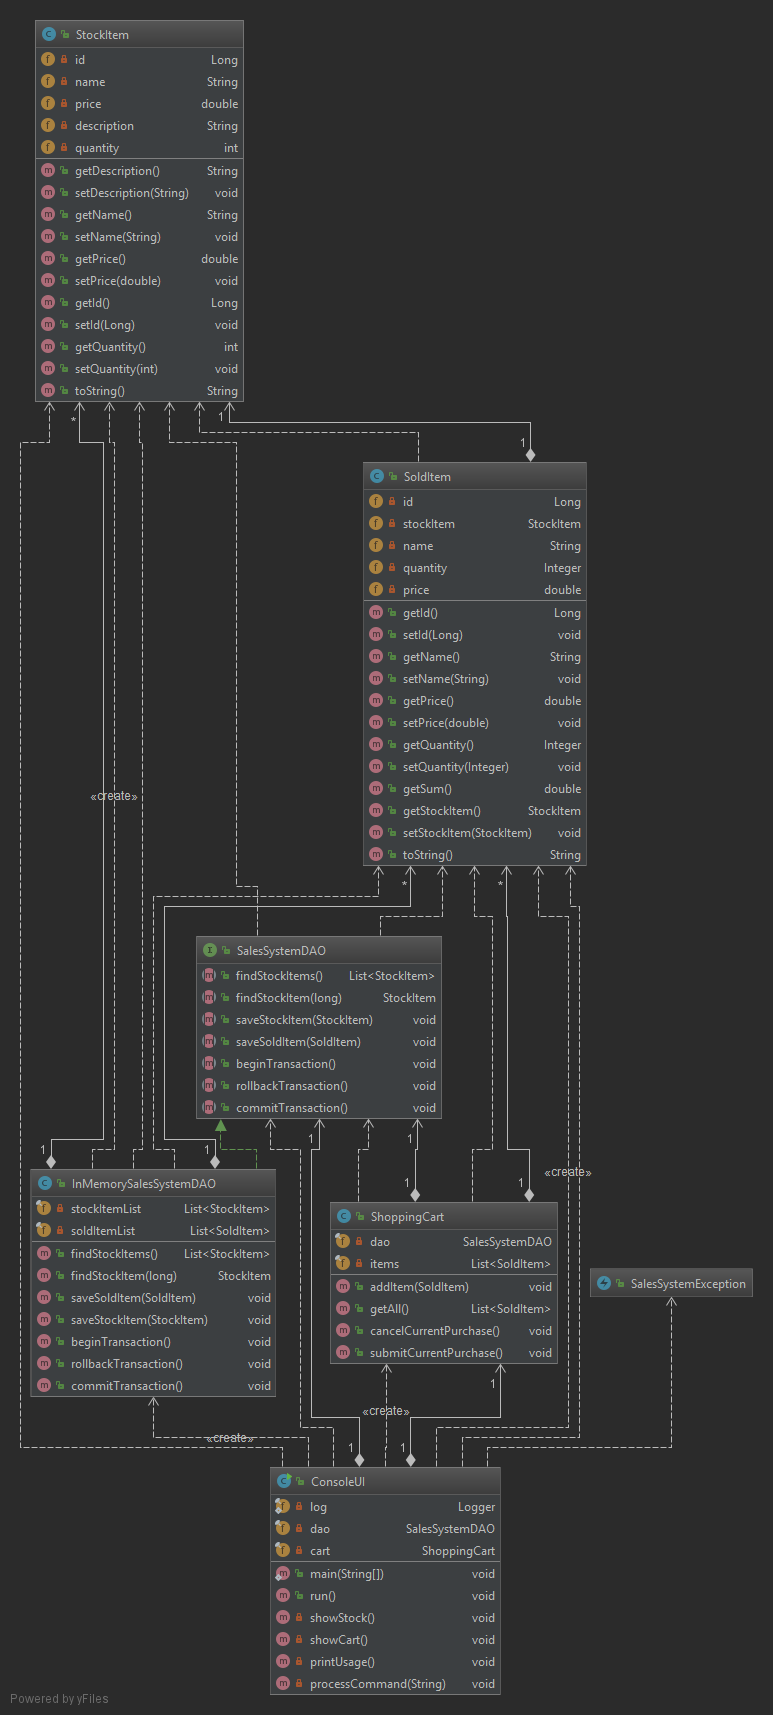 StockItem
id Long
name String
price double
description String
quantity int
getDescription() String
setDescription(String) void
getName() String
setName(String) void
getPrice() double
setPrice(double) void
getId() Long
setId(Long) void
getQuantity() int
setQuantity(int) void
toString() String
* 1
1
SoldItem
id Long
stockItem StockItem
name String
quantity Integer
price double
getId() Long
setId(Long) void
getName() String
setName(String) void
getPrice() double
setPrice(double) void
getQuantity() Integer
setQuantity(Integer) void
getSum() double
getStockItem() StockItem
setStockItem(StockItem) void
toString() String
«create»
* *
SalesSystemDAO
findStockItems() List<StockItem>
findStockItem(long) StockItem
saveStockItem(StockItem) void
saveSoldItem(SoldItem) void
beginTransaction() void
rollbackTransaction() void
commitTransaction() void
1 1 1 1
«create»
1 1
InMemorySalesSystemDAO
stockItemList List<StockItem>
soldItemList List<SoldItem>
findStockItems() List<StockItem>
findStockItem(long) StockItem
saveSoldItem(SoldItem) void
saveStockItem(StockItem) void
beginTransaction() void
rollbackTransaction() void
commitTransaction() void
ShoppingCart
dao SalesSystemDAO
items List<SoldItem>
addItem(SoldItem) void
getAll() List<SoldItem>
cancelCurrentPurchase() void
submitCurrentPurchase() void
SalesSystemException
1
«create»
«create»
1 1
ConsoleUI
log Logger
dao SalesSystemDAO
cart ShoppingCart
main(String[]) void
run() void
showStock() void
showCart() void
printUsage() void
processCommand(String) void
Powered by yFiles